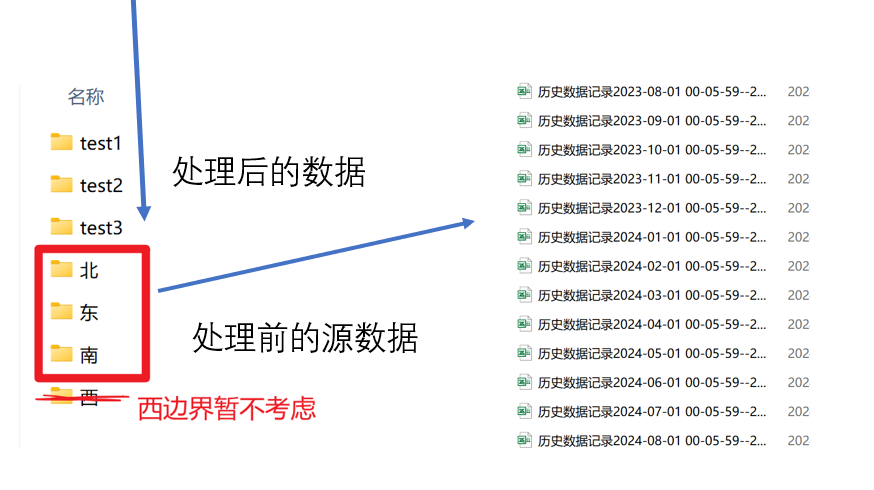 名称
test1
test2
test3
北
东
南
西
处理后的数据
处理前的源数据
西边界暂不考虑
历史数据记录2023-08-01 00-05-59--2... 202
历史数据记录2023-09-01 00-05-59--2... 202
历史数据记录2023-10-01 00-05-59--2... 202
历史数据记录2023-11-01 00-05-59--2... 202
历史数据记录2023-12-01 00-05-59--2... 202
历史数据记录2024-01-01 00-05-59--2... 202
历史数据记录2024-02-01 00-05-59--2... 202
历史数据记录2024-03-01 00-05-59--2... 202
历史数据记录2024-04-01 00-05-59--2... 202
历史数据记录2024-05-01 00-05-59--2... 202
历史数据记录2024-06-01 00-05-59--2... 202
历史数据记录2024-07-01 00-05-59--2... 202
历史数据记录2024-08-01 00-05-59--2... 202